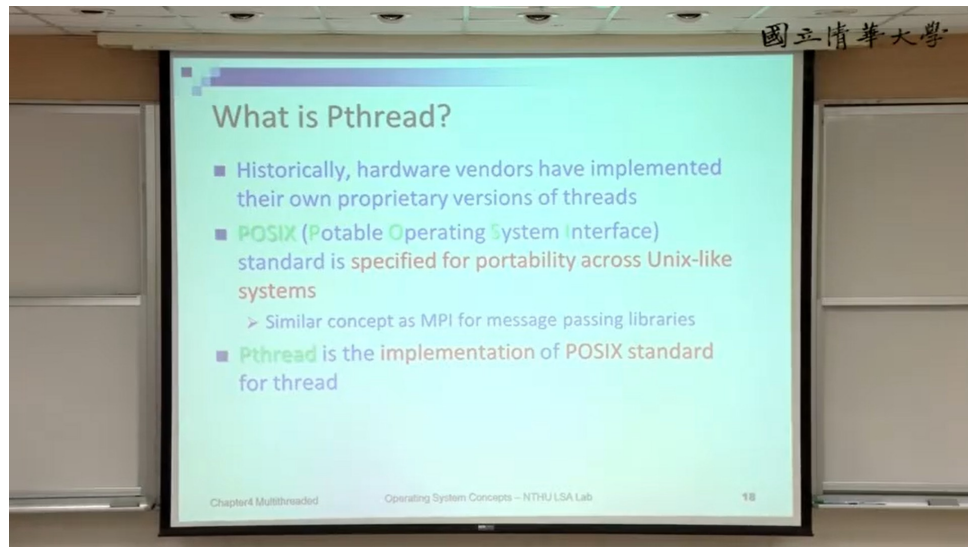 國立清華大學
What is Pthread?
■ Historically, hardware vendors have implemented
their own proprietary versions of threads
■ POSIX (Potable Operating System Interface)
standard is specified for portability across Unix-like
systems
➢ Similar concept as MPI for message passing libraries
■ Pthread is the implementation of POSIX standard
for thread
Chapter4 Multithreaded
Operating System Concepts – NTHU LSA Lab
18